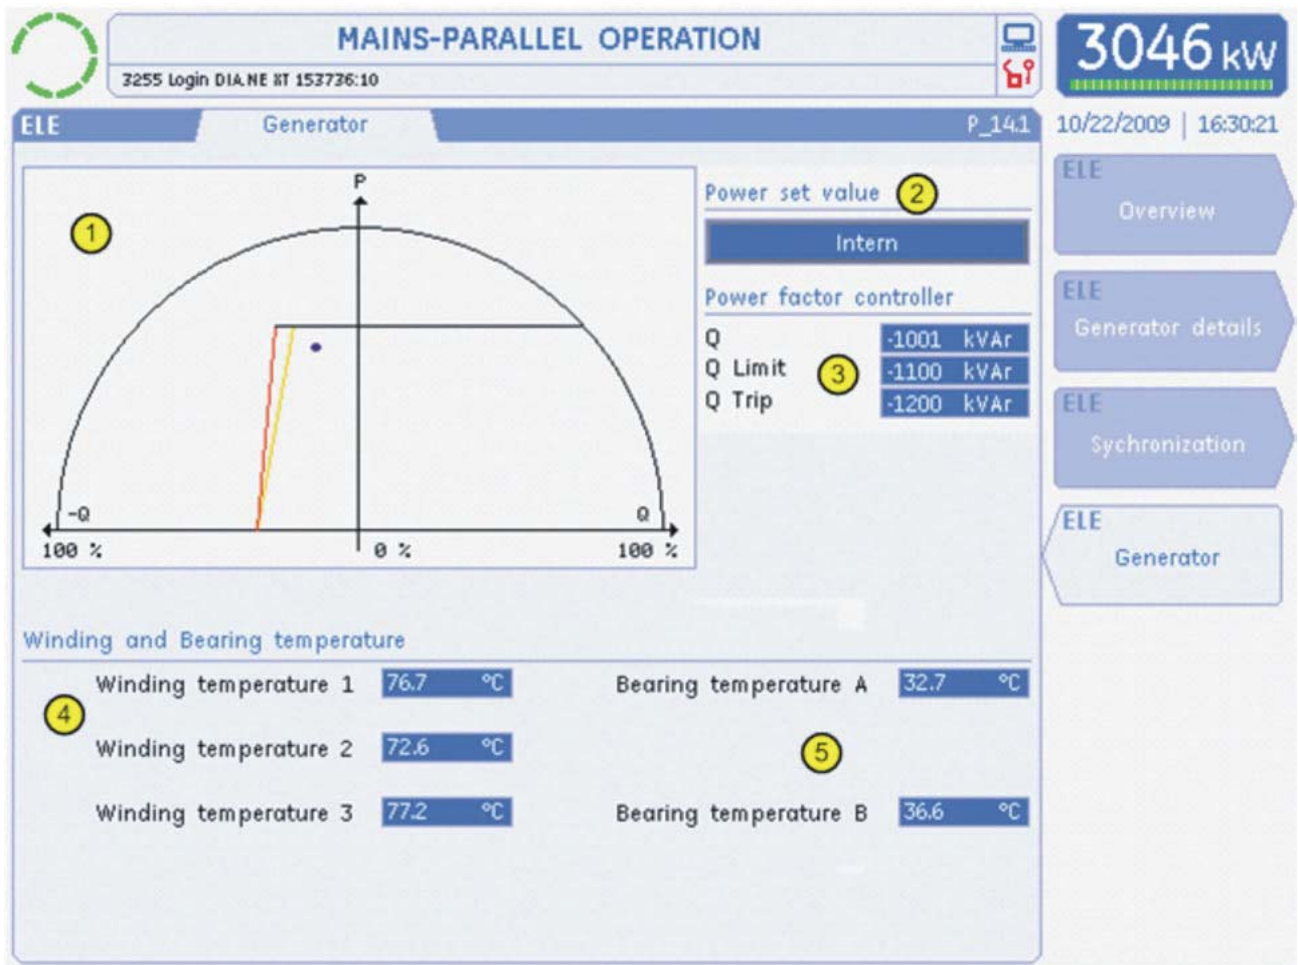 MAINS-PARALLEL OPERATION
3255 Login DIA.NE XT 153736:10
3046 kW
ELE Generator P_14.1
10/22/2009 | 16:30:21
P
1
-Q
Q
100 %
0 %
100 %
Power set value 2
Intern
Power factor controller
Q -1001 kVAr
Q Limit -1100 kVAr
3
Q Trip -1200 kVAr
ELE
Overview
ELE
Generator details
ELE
Sychronization
ELE
Generator
Winding and Bearing temperature
Winding temperature 1 76.7 °C Bearing temperature A 32.7 °C
4
Winding temperature 2 72.6 °C
5
Winding temperature 3 77.2 °C Bearing temperature B 36.6 °C